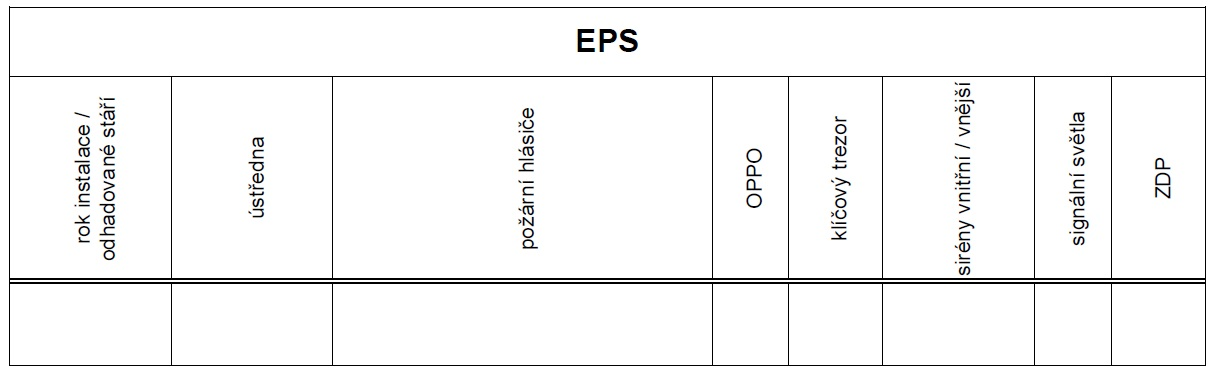 EPS
rok instalace /
odhadované stáří
ústředna
požární hlásiče
OPPO
klíčový trezor
sirény vnitřní / vnější
signální světla
ZDP